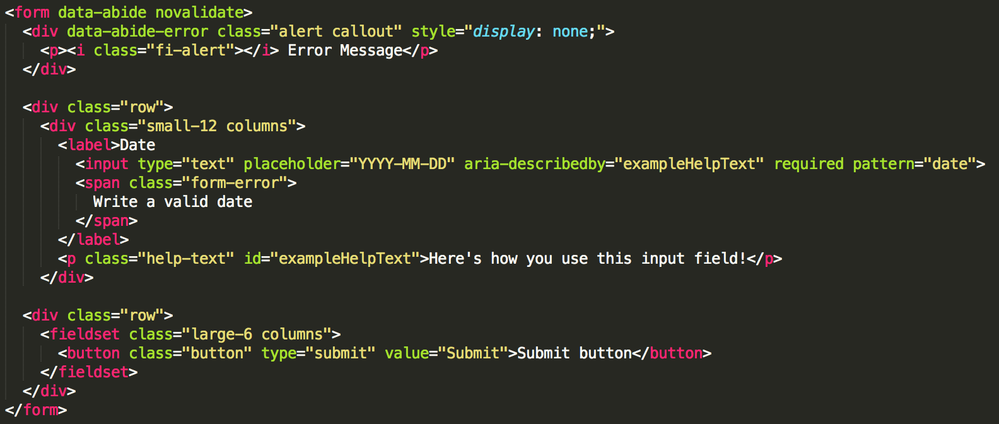 <form data-abide novalidate>
  <div data-abide-error class="alert callout" style="display: none;">
    <p><i class="fi-alert"></i> Error Message</p>
  </div>

  <div class="row">
    <div class="small-12 columns">
      <label>Date
        <input type="text" placeholder="YYYY-MM-DD" aria-describedby="exampleHelpText" required pattern="date">
        <span class="form-error">
          Write a valid date
        </span>
      </label>
      <p class="help-text" id="exampleHelpText">Here's how you use this input field!</p>
    </div>

  <div class="row">
    <fieldset class="large-6 columns">
      <button class="button" type="submit" value="Submit">Submit button</button>
    </fieldset>
  </div>
</form>